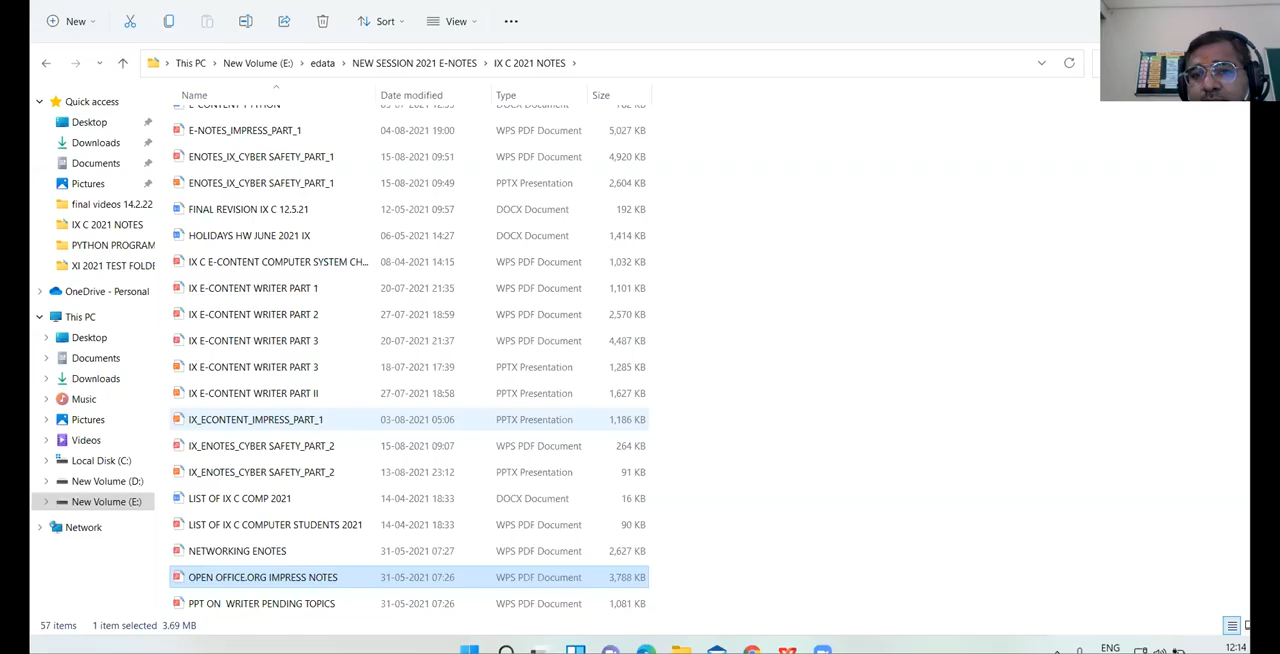 New
Sort
View
This PC > New Volume (E:) > edata > NEW SESSION 2021 E-NOTES > IX C 2021 NOTES >
Name Date modified Type Size
E-CONTENT PYTHON DOCX Document 782 KB
E-NOTES_IMPRESS_PART_1 04-08-2021 19:00 WPS PDF Document 5,027 KB
ENOTES_IX_CYBER SAFETY_PART_1 15-08-2021 09:51 WPS PDF Document 4,920 KB
ENOTES_IX_CYBER SAFETY_PART_1 15-08-2021 09:49 PPTX Presentation 2,604 KB
FINAL REVISION IX C 12.5.21 12-05-2021 09:57 DOCX Document 192 KB
HOLIDAYS HW JUNE 2021 IX 06-05-2021 14:27 DOCX Document 1,414 KB
IX C E-CONTENT COMPUTER SYSTEM CH... 08-04-2021 14:15 WPS PDF Document 1,032 KB
IX E-CONTENT WRITER PART 1 20-07-2021 21:35 WPS PDF Document 1,101 KB
IX E-CONTENT WRITER PART 2 27-07-2021 18:59 WPS PDF Document 2,570 KB
IX E-CONTENT WRITER PART 3 20-07-2021 21:37 WPS PDF Document 4,487 KB
IX E-CONTENT WRITER PART 3 18-07-2021 17:39 PPTX Presentation 1,285 KB
IX E-CONTENT WRITER PART II 27-07-2021 18:58 WPS PDF Document 1,627 KB
IX_ECONTENT_IMPRESS_PART_1 03-08-2021 05:06 PPTX Presentation 1,186 KB
IX_ENOTES_CYBER SAFETY_PART_2 15-08-2021 09:07 WPS PDF Document 264 KB
IX_ENOTES_CYBER SAFETY_PART_2 13-08-2021 23:12 PPTX Presentation 91 KB
LIST OF IX C COMP 2021 14-04-2021 18:33 DOCX Document 16 KB
LIST OF IX C COMPUTER STUDENTS 2021 14-04-2021 18:33 WPS PDF Document 90 KB
NETWORKING ENOTES 31-05-2021 07:27 WPS PDF Document 2,627 KB
OPEN OFFICE.ORG IMPRESS NOTES 31-05-2021 07:26 WPS PDF Document 3,788 KB
PPT ON WRITER PENDING TOPICS 31-05-2021 07:26 WPS PDF Document 1,081 KB
Quick access
Desktop
Downloads
Documents
Pictures
final videos 14.2.22
IX C 2021 NOTES
PYTHON PROGRAM
XI 2021 TEST FOLDE
OneDrive - Personal
This PC
Desktop
Documents
Downloads
Music
Pictures
Videos
Local Disk (C:)
New Volume (D:)
New Volume (E:)
Network
57 items 1 item selected 3.69 MB
ENG
12:14